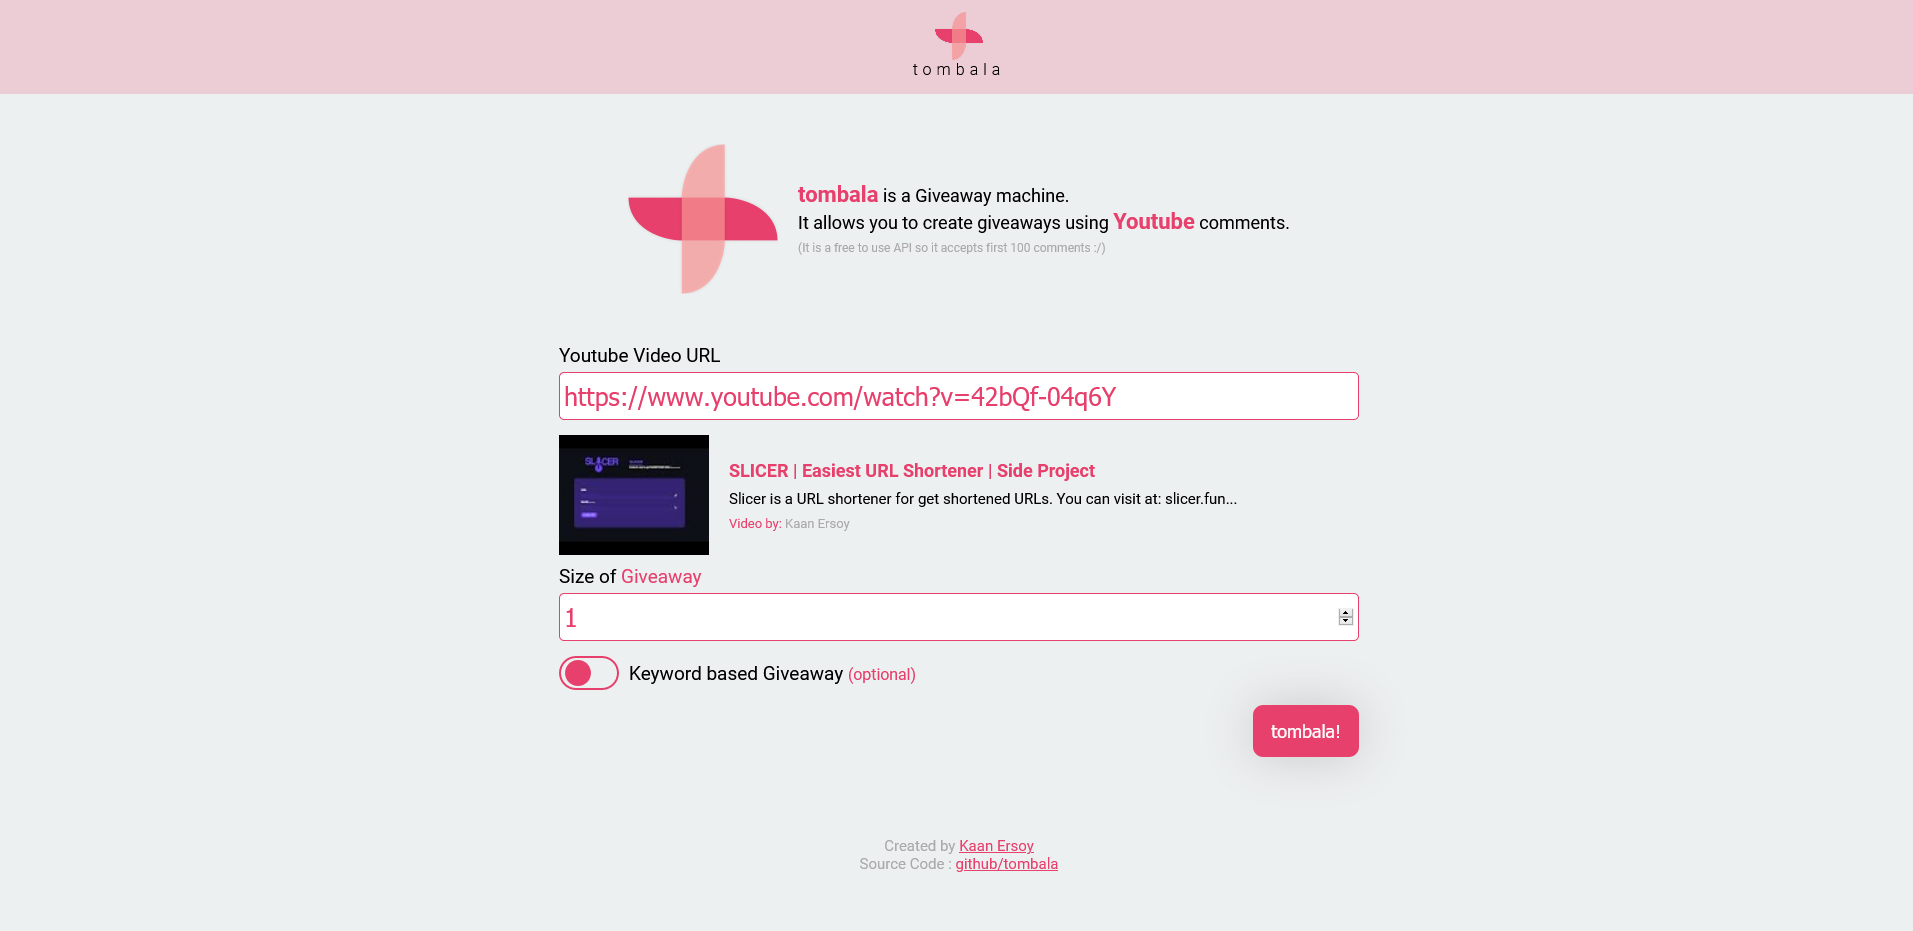 tombala
tombala is a Giveaway machine.
It allows you to create giveaways using Youtube comments.
(It is a free to use API so it accepts first 100 comments :/)
Youtube Video URL
https://www.youtube.com/watch?v=42bQf-04q6Y
SLICER
SLICER | Easiest URL Shortener | Side Project
Slicer is a URL shortener for get shortened URLs. You can visit at: slicer.fun...
Video by: Kaan Ersoy
Size of Giveaway
1
Keyword based Giveaway (optional)
tombala!
Created by Kaan Ersoy
Source Code : github/tombala